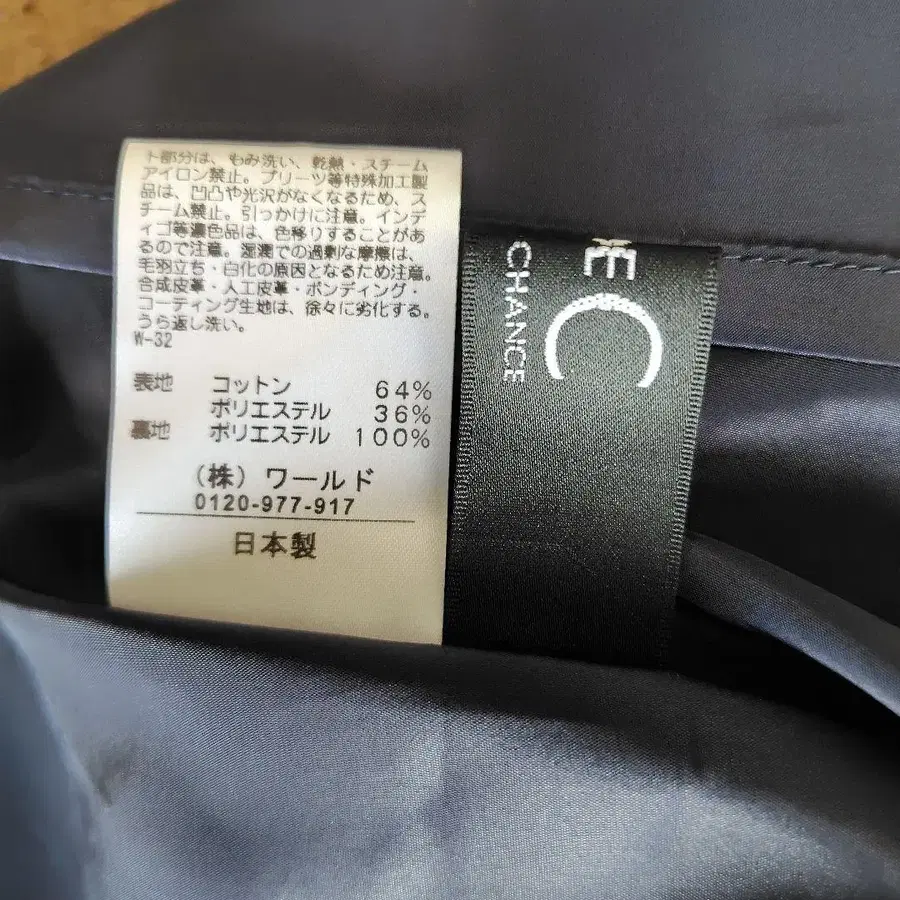 ト部分は、もみ洗い、乾熱・スチーム
アイロン禁止。プリーツ等特殊加工製
品は、凹凸や光沢がなくなるため、ス
チーム禁止。引っかけに注意。インデ
ィゴ等濃色品は、色移りすることがあ
るので注意。湿潤での過剰な摩擦は、
毛羽立ち・白化の原因となるため注意。
合成皮革・人工皮革・ボンディング・
コーティング生地は、徐々に劣化する。
うら返し洗い。
W-32
表地 コットン 64%
ポリエステル 36%
裏地 ポリエステル 100%
(株) ワールド
0120-977-917
日本製
CHANCE